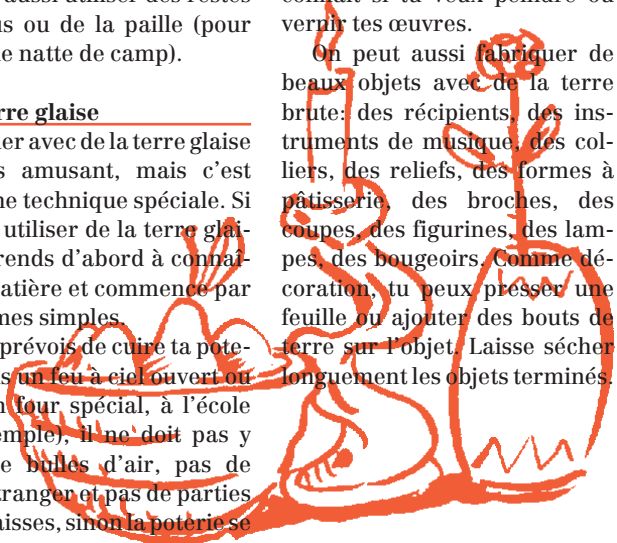 aussi utiliser des restes
us ou de la paille (pour
e natte de camp).
rre glaise
er avec de la terre glaise
s amusant, mais c'est
ne technique spéciale. Si
utiliser de la terre glai-
rends d'abord à connaî-
atière et commence par
mes simples.
prévois de cuire ta pote-
s un feu à ciel ouvert ou
n four spécial, à l'école
emple), il ne doit pas y
e bulles d'air, pas de
tranger et pas de parties
aisses, sinon la poterie se
connaît si tu veux peindre ou
vernir tes œuvres.
On peut aussi fabriquer de
beaux objets avec de la terre
brute: des récipients, des ins-
truments de musique, des col-
liers, des reliefs, des formes à
pâtisserie, des broches, des
coupes, des figurines, des lam-
pes, des bougeoirs. Comme dé-
coration, tu peux presser une
feuille ou ajouter des bouts de
terre sur l'objet. Laisse sécher
longuement les objets terminés.